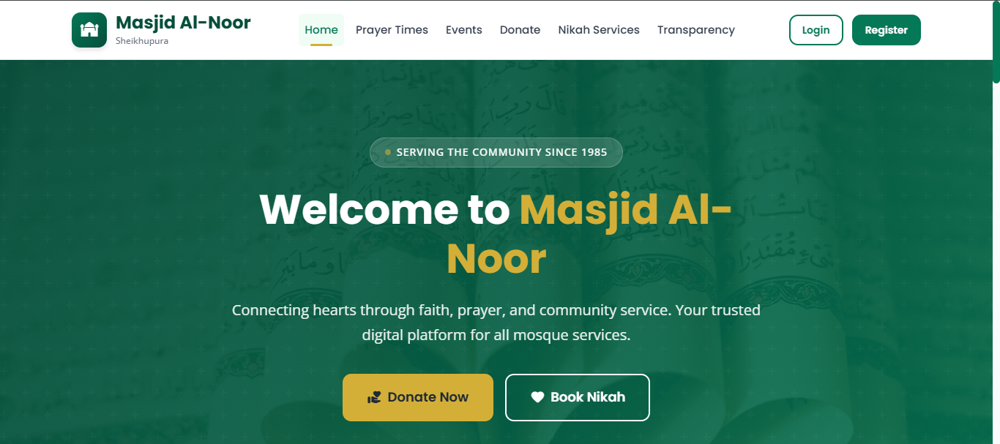 Masjid Al-Noor
Sheikhupura
Home
Prayer Times
Events
Donate
Nikah Services
Transparency
Login
Register
SERVING THE COMMUNITY SINCE 1985
Welcome to Masjid Al-
Noor
Connecting hearts through faith, prayer, and community service. Your trusted
digital platform for all mosque services.
Donate Now
Book Nikah